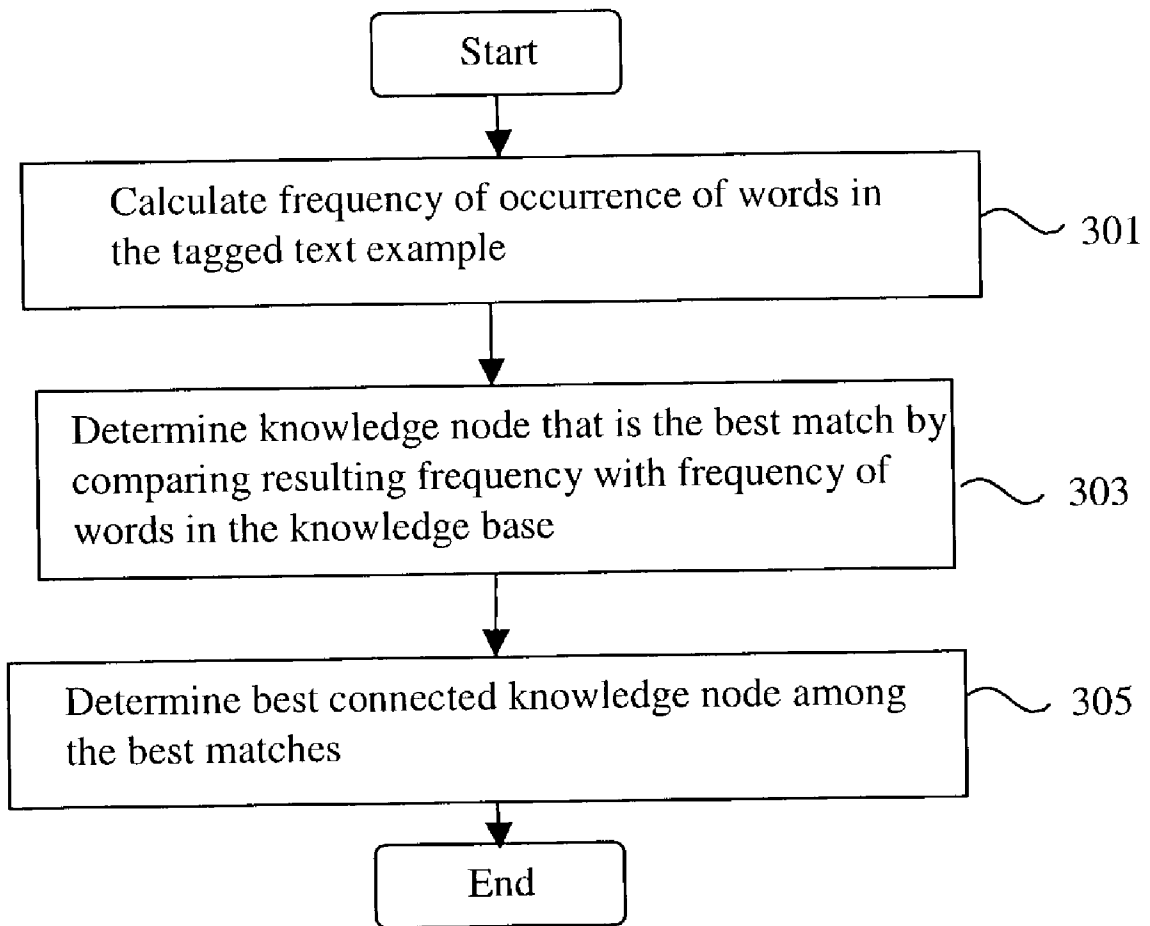 Start
Calculate frequency of occurrence of words in
the tagged text example
301
Determine knowledge node that is the best match by
comparing resulting frequency with frequency of
words in the knowledge base
303
Determine best connected knowledge node among
the best matches
305
End